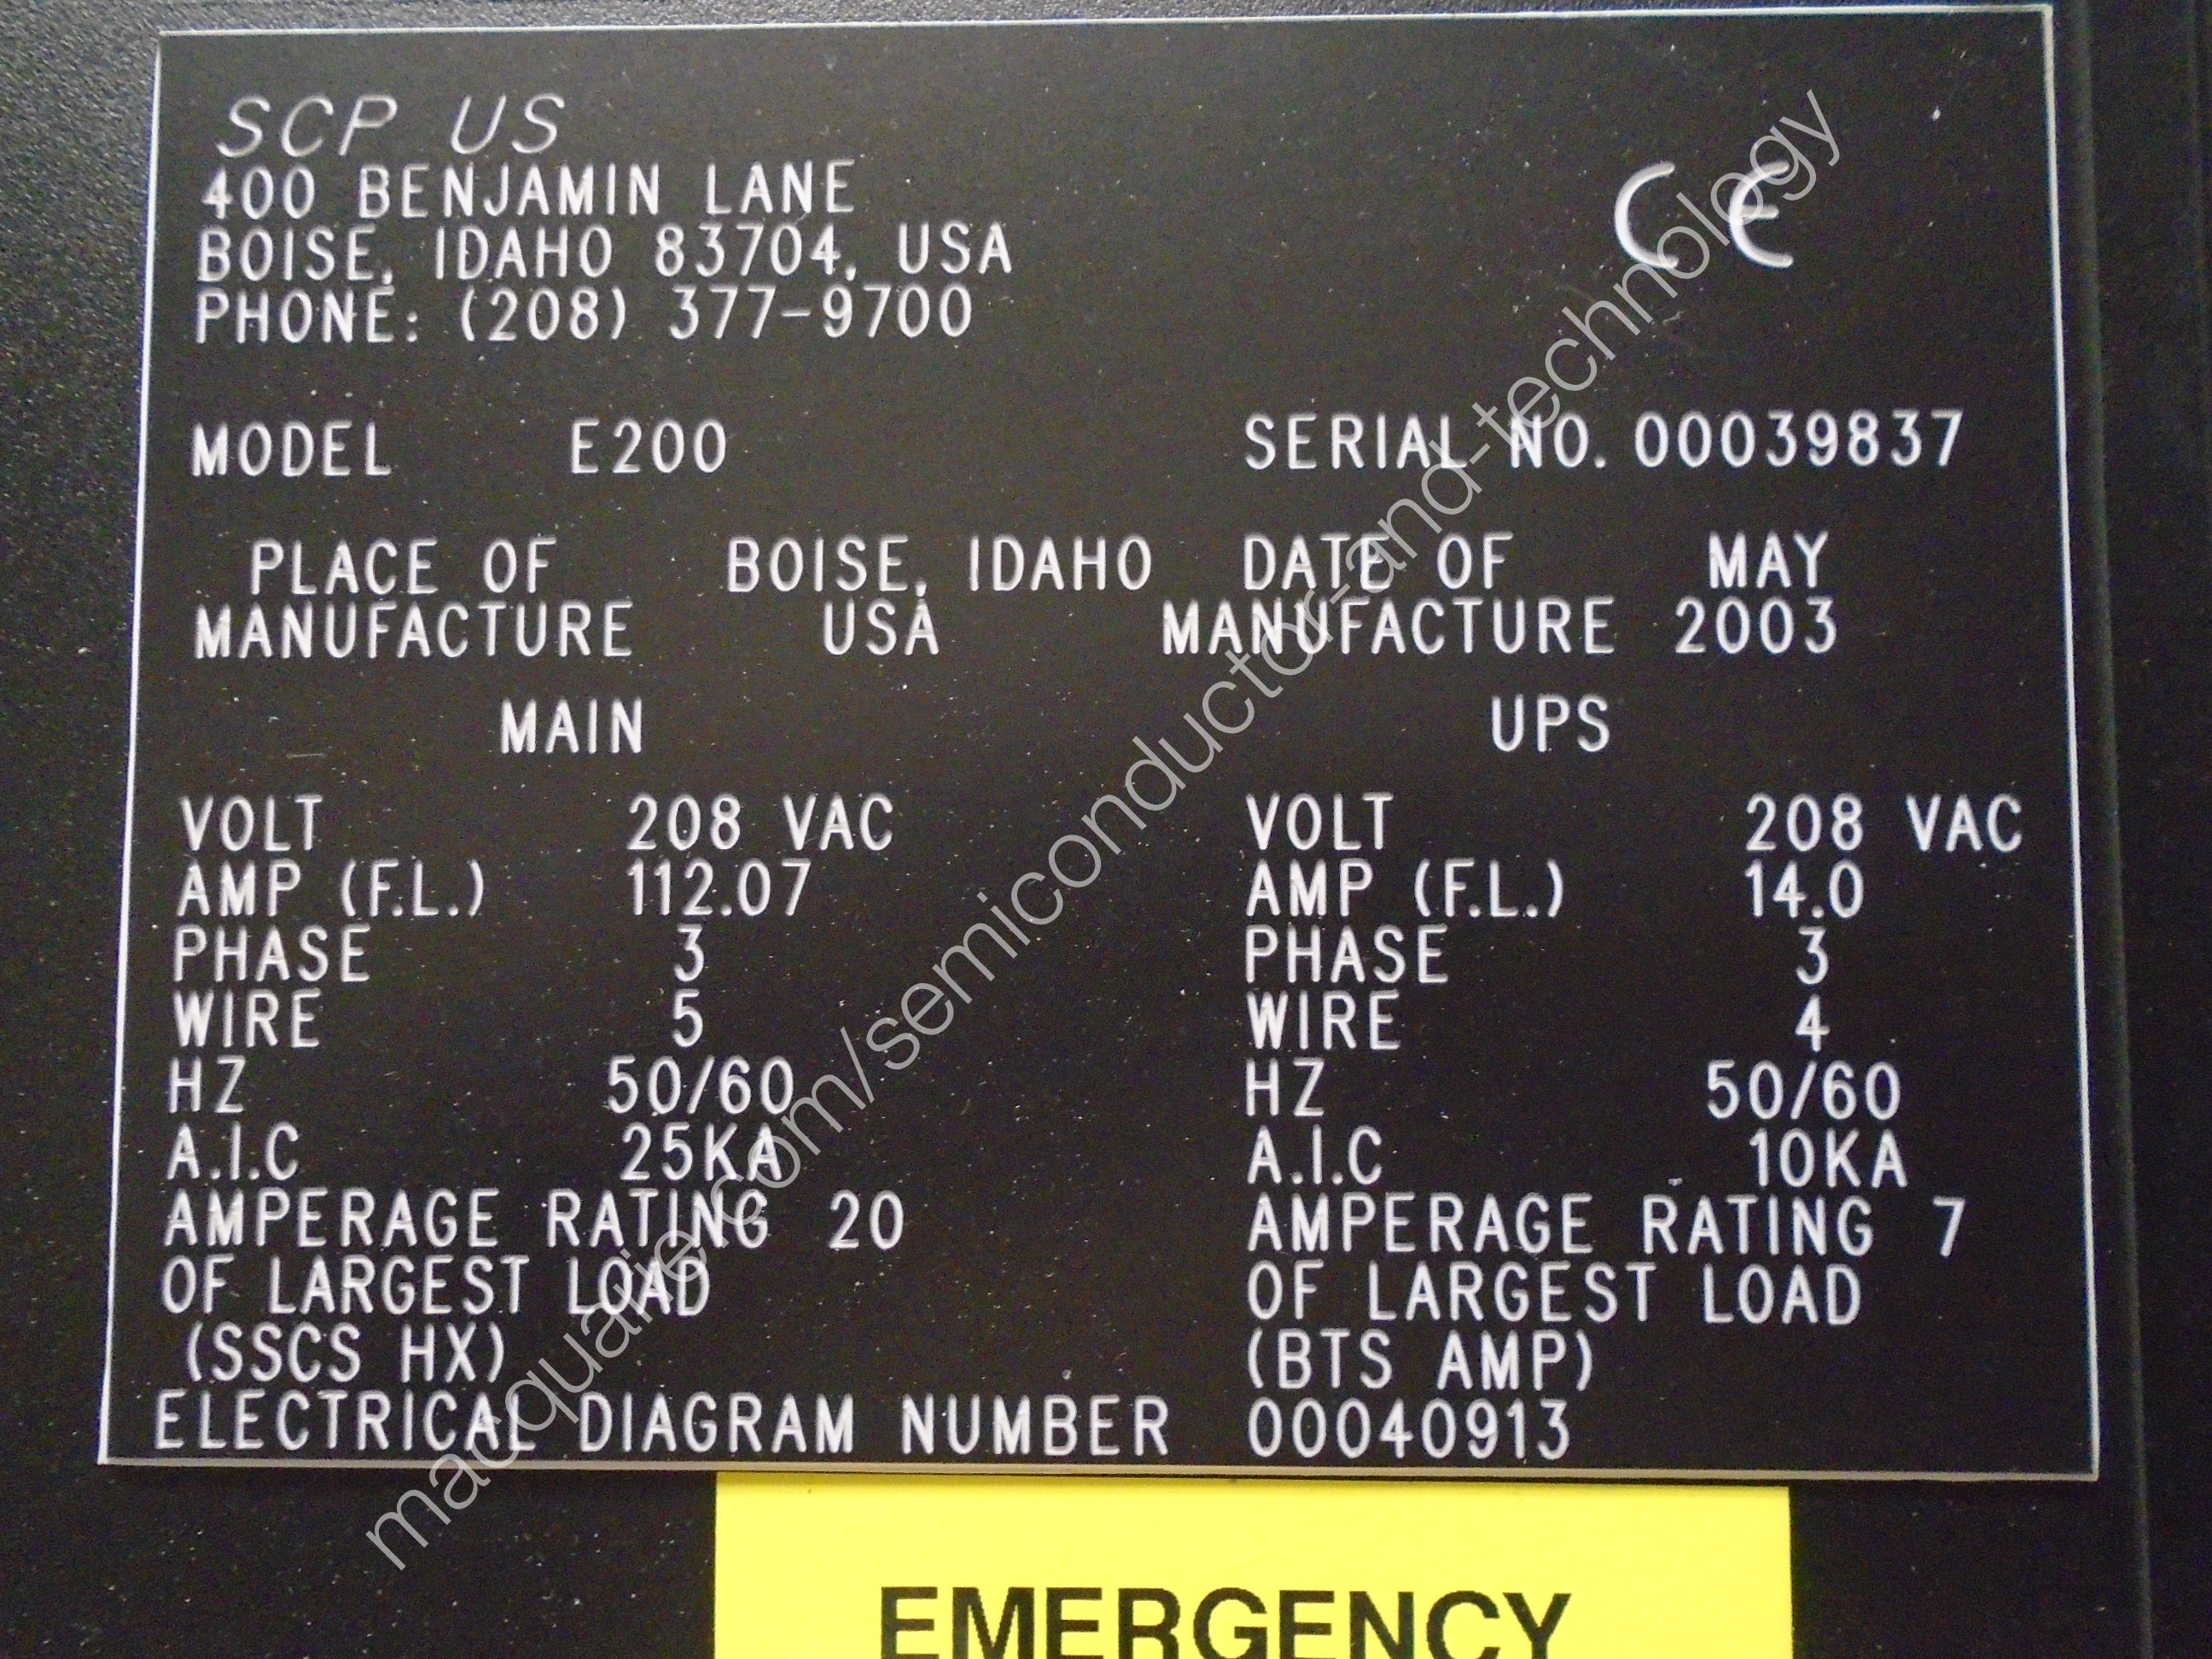 SCP US
400 BENJAMIN LANE
BOISE, IDAHO 83704, USA
PHONE: (208) 377-9700
CE
MODEL E200 SERIAL NO. 00039837
PLACE OF BOISE, IDAHO DATE OF MAY
MANUFACTURE USA MANUFACTURE 2003
MAIN UPS
VOLT 208 VAC VOLT 208 VAC
AMP (F.L.) 112.07 AMP (F.L.) 14.0
PHASE 3 PHASE 3
WIRE 5 WIRE 4
HZ 50/60 HZ 50/60
A.I.C 25KA A.I.C 10KA
AMPERAGE RATING 20 AMPERAGE RATING 7
OF LARGEST LOAD OF LARGEST LOAD
(SSCS HX) (BTS AMP)
ELECTRICAL DIAGRAM NUMBER 00040913
EMERGENCY
macquarie.com/semiconductor-and-technology